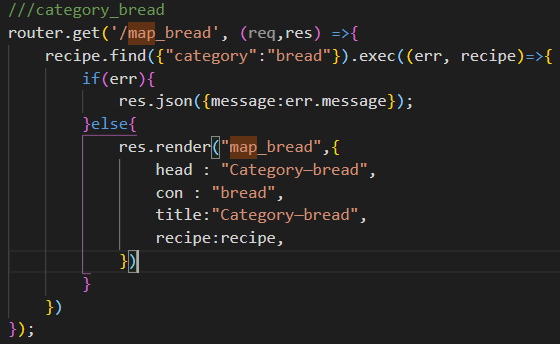 ///category_bread
router.get('/map_bread', (req,res) =>{
    recipe.find({"category":"bread"}).exec((err, recipe)=>{
        if(err){
            res.json({message:err.message});
        }else{
            res.render("map_bread",{
                head : "Category—bread",
                con : "bread",
                title:"Category—bread",
                recipe:recipe,
            })
        }
    })
});